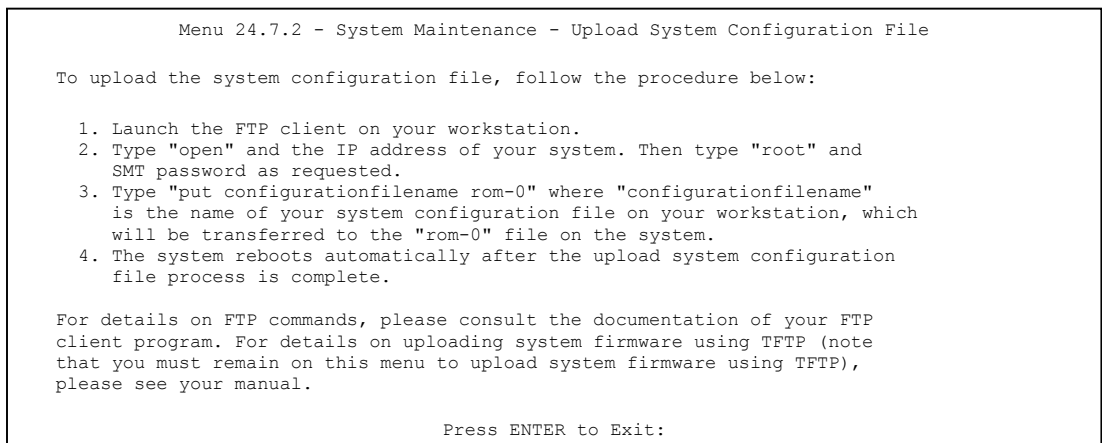 Menu 24.7.2 - System Maintenance - Upload System Configuration File
To upload the system configuration file, follow the procedure below:
1. Launch the FTP client on your workstation.
2. Type "open" and the IP address of your system. Then type "root" and
SMT password as requested.
3. Type "put configurationfilename rom-0" where "configurationfilename"
is the name of your system configuration file on your workstation, which
will be transferred to the "rom-0" file on the system.
4. The system reboots automatically after the upload system configuration
file process is complete.
For details on FTP commands, please consult the documentation of your FTP
client program. For details on uploading system firmware using TFTP (note
that you must remain on this menu to upload system firmware using TFTP),
please see your manual.
Press ENTER to Exit: